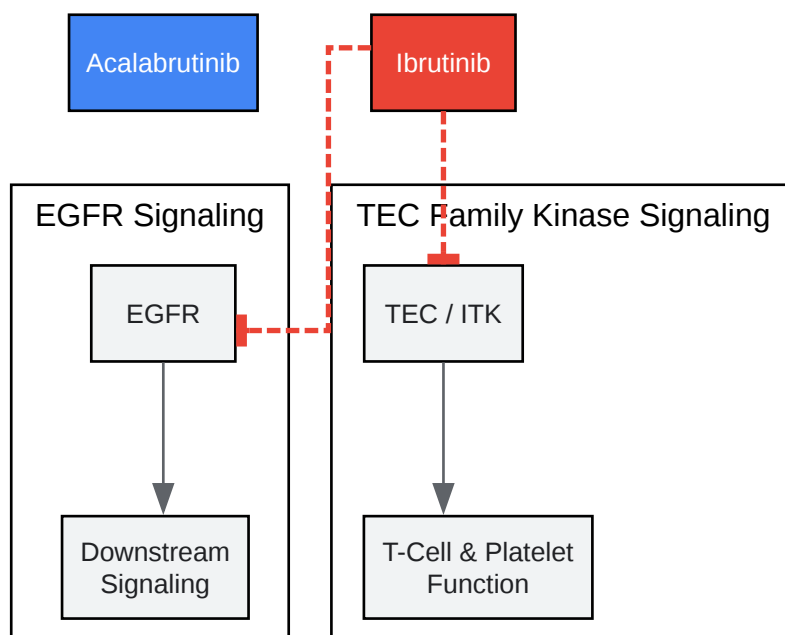 Acalabrutinib
Ibrutinib
EGFR Signaling
TEC Family Kinase Signaling
EGFR
TEC / ITK
Downstream
Signaling
T-Cell & Platelet
Function